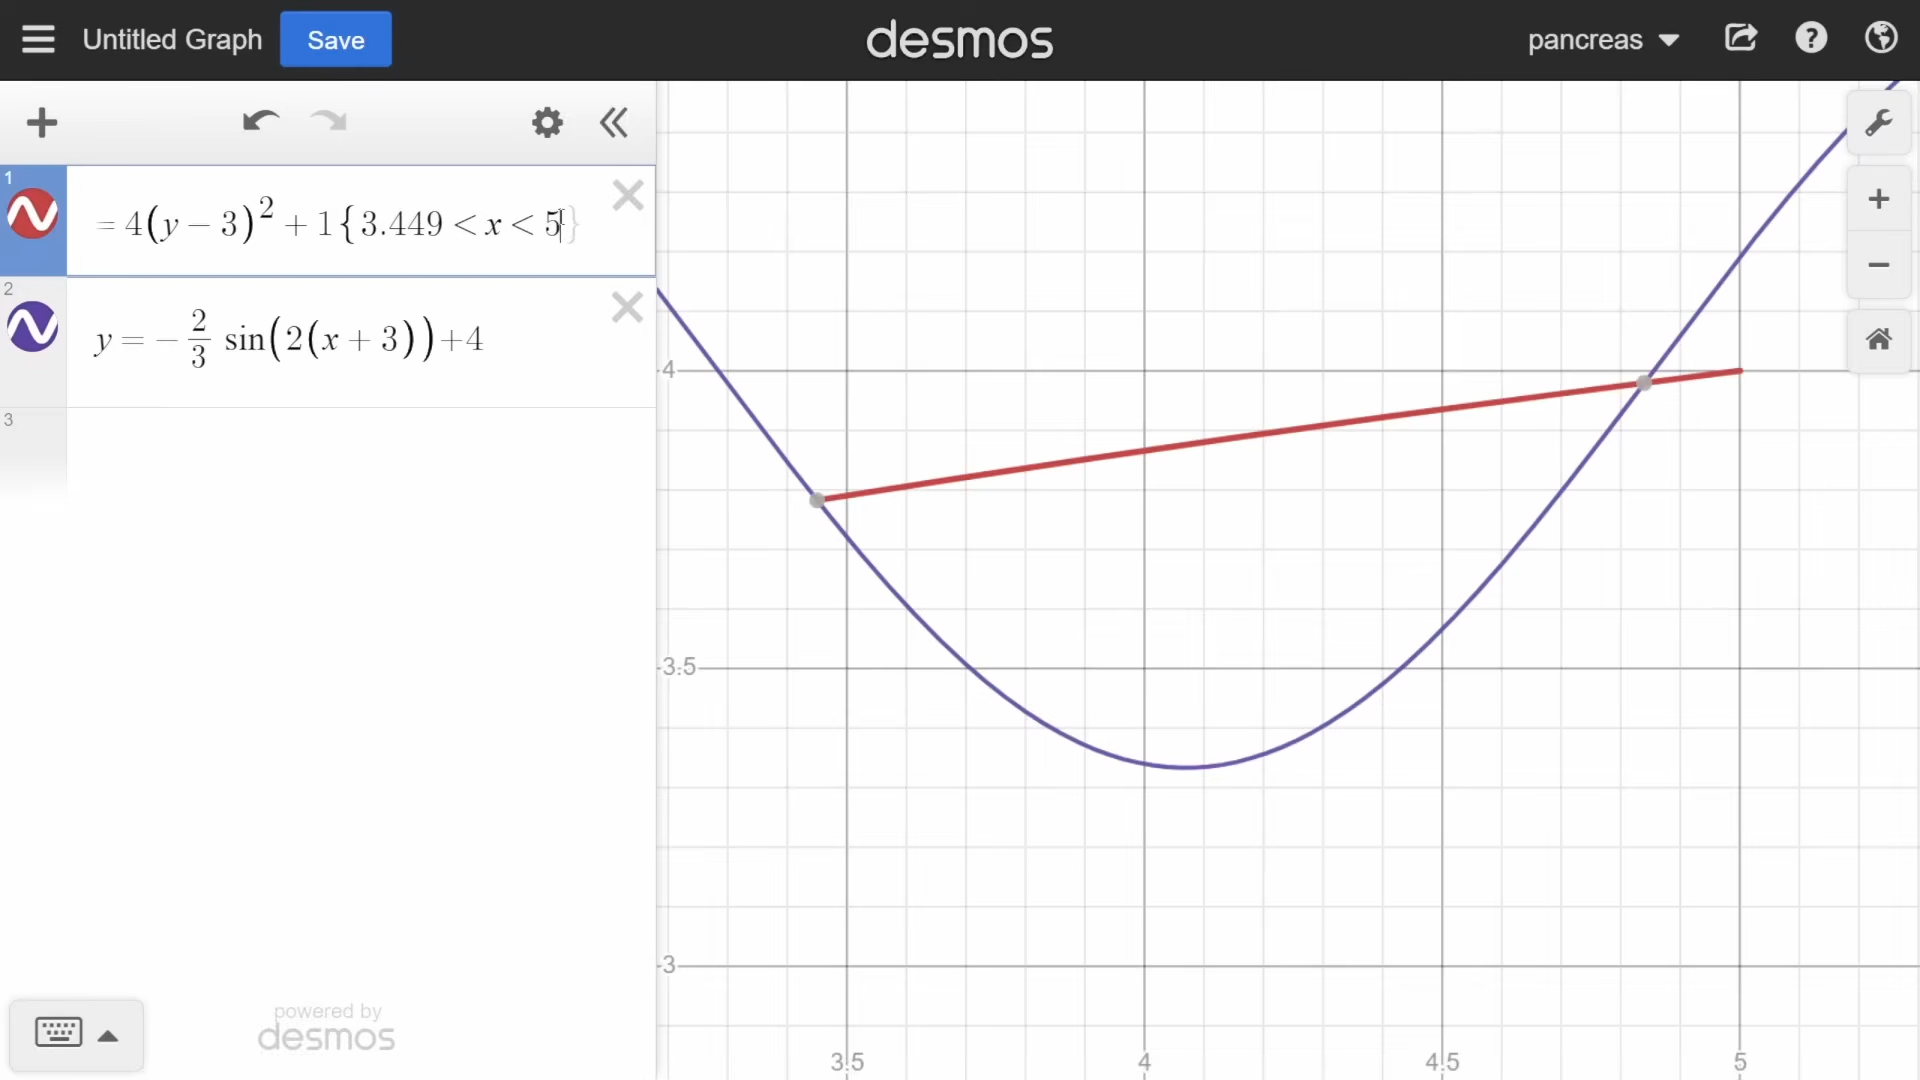 Untitled Graph
Save
desmos
pancreas
1
= 4(y − 3)² + 1{3.449 < x < 5}
2
y = − 2/3 sin(2(x + 3))+4
3
4
3.5
3
3.5
4
4.5
5
powered by
desmos